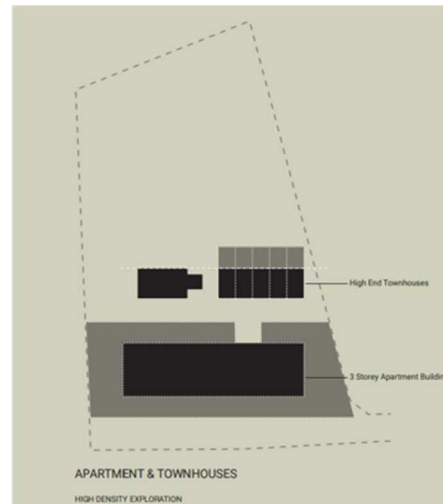 High End Townhouses
3 Storey Apartment Buildin
APARTMENT & TOWNHOUSES
HIGH DENSITY EXPLORATION